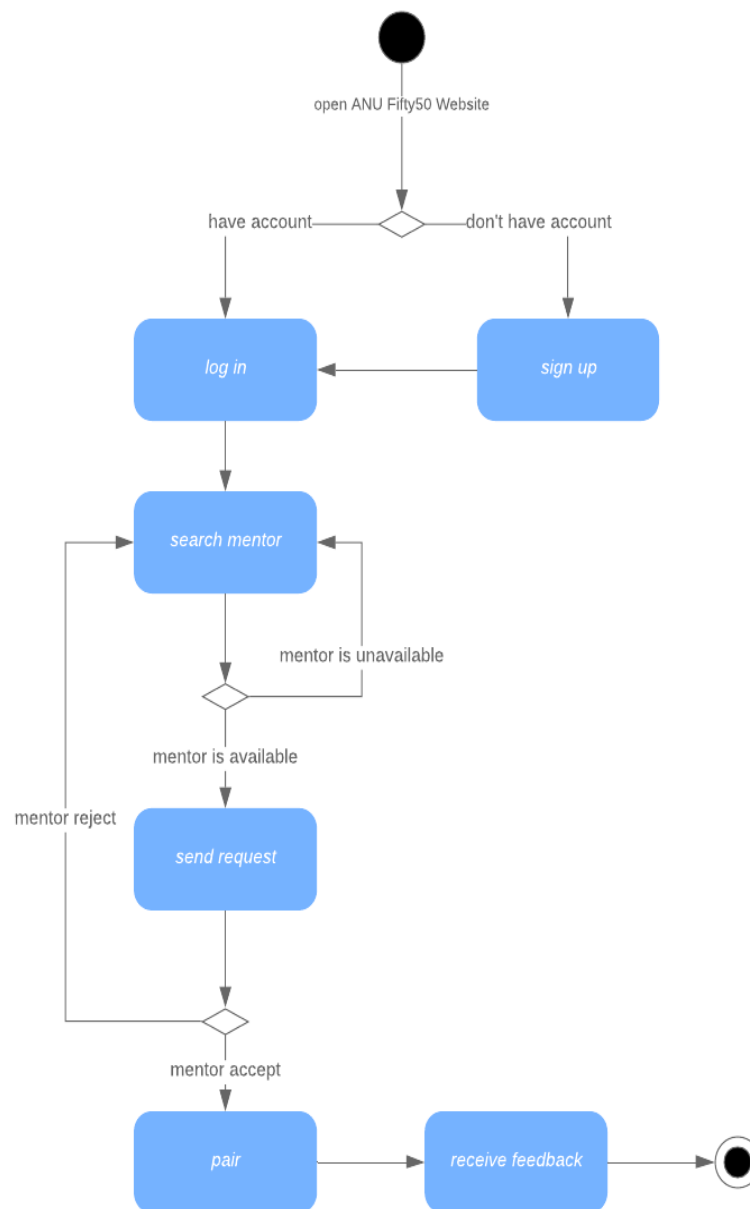 open ANU Fifty50 Website
have account
don't have account
log in
sign up
search mentor
mentor is unavailable
mentor is available
mentor reject
send request
mentor accept
pair
receive feedback